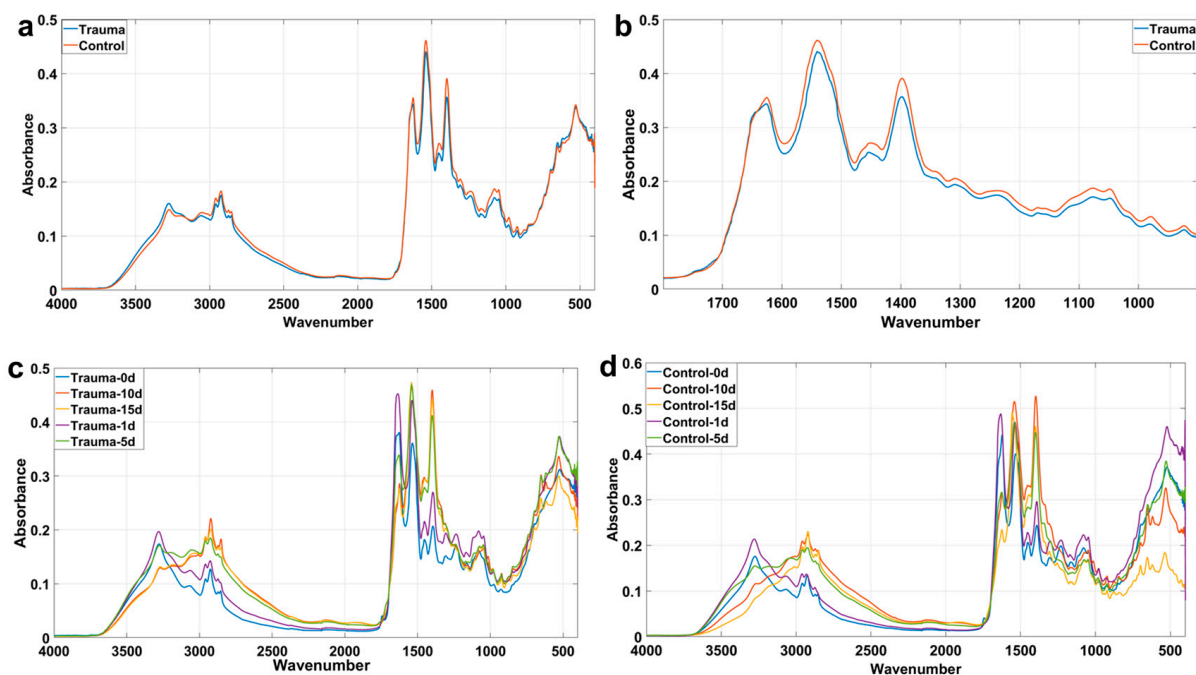 a
Trauma
Control
0.5
0.4
0.3
0.2
0.1
0
Absorbance
4000 3500 3000 2500 2000 1500 1000 500
Wavenumber
b
Trauma
Control
0.5
0.4
0.3
0.2
0.1
0
Absorbance
1700 1600 1500 1400 1300 1200 1100 1000
Wavenumber
c
Trauma-0d
Trauma-10d
Trauma-15d
Trauma-1d
Trauma-5d
0.5
0.4
0.3
0.2
0.1
0
Absorbance
4000 3500 3000 2500 2000 1500 1000 500
Wavenumber
d
Control-0d
Control-10d
Control-15d
Control-1d
Control-5d
0.6
0.5
0.4
0.3
0.2
0.1
0
Absorbance
4000 3500 3000 2500 2000 1500 1000 500
Wavenumber